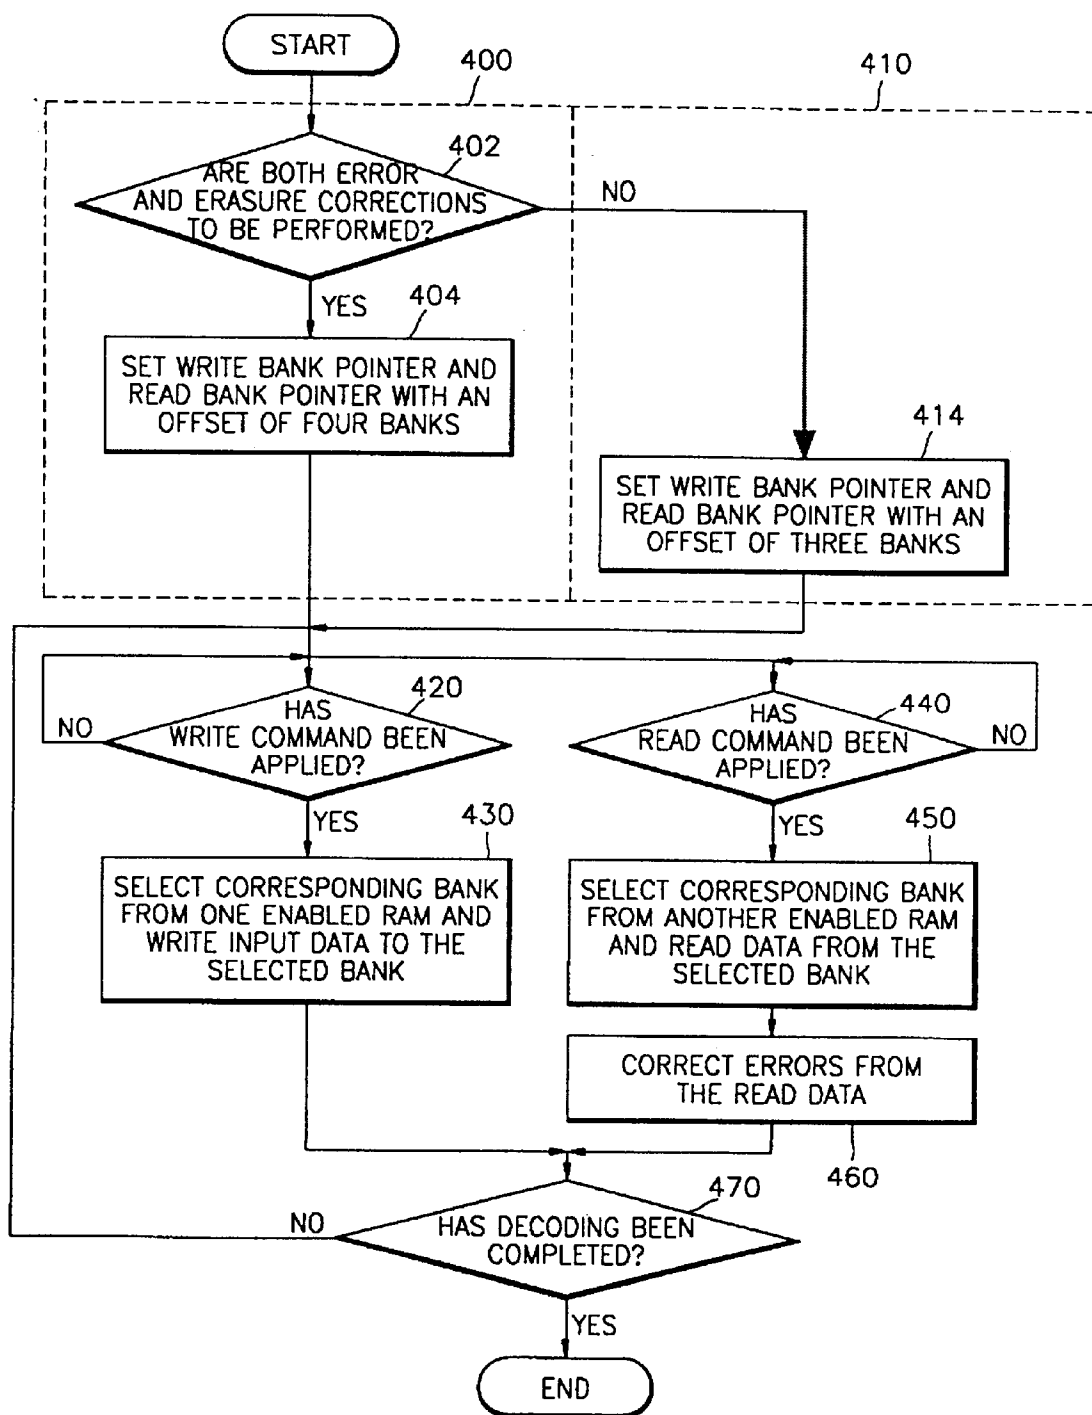 START
400
410
402
ARE BOTH ERROR
AND ERASURE CORRECTIONS
TO BE PERFORMED?
NO
YES
404
SET WRITE BANK POINTER AND
READ BANK POINTER WITH AN
OFFSET OF FOUR BANKS
414
SET WRITE BANK POINTER AND
READ BANK POINTER WITH AN
OFFSET OF THREE BANKS
420
HAS
WRITE COMMAND BEEN
APPLIED?
NO
YES
440
HAS
READ COMMAND BEEN
APPLIED?
NO
YES
430
SELECT CORRESPONDING BANK
FROM ONE ENABLED RAM AND
WRITE INPUT DATA TO THE
SELECTED BANK
450
SELECT CORRESPONDING BANK
FROM ANOTHER ENABLED RAM
AND READ DATA FROM THE
SELECTED BANK
CORRECT ERRORS FROM
THE READ DATA
460
470
HAS DECODING BEEN
COMPLETED?
NO
YES
END